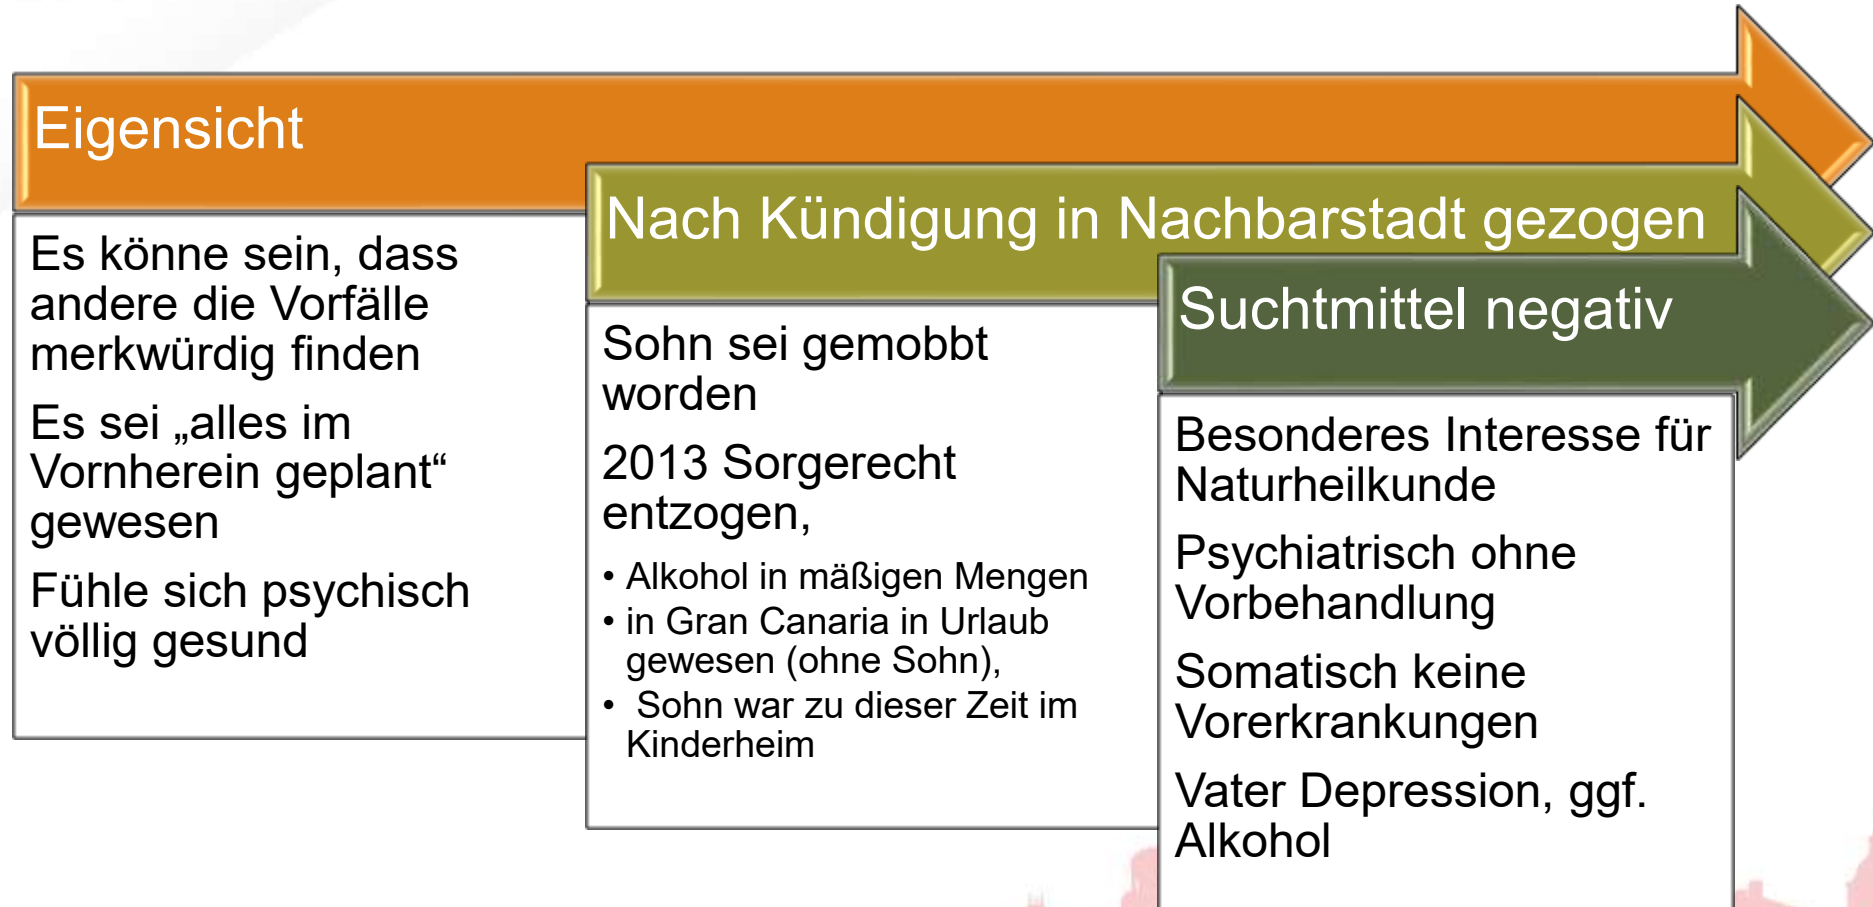 Eigensicht
Es könne sein, dass
andere die Vorfälle
merkwürdig finden
Es sei „alles im
Vornherein geplant“
gewesen
Fühle sich psychisch
völlig gesund
Nach Kündigung in Nachbarstadt gezogen
Sohn sei gemobbt
worden
2013 Sorgerecht
entzogen,
• Alkohol in mäßigen Mengen
• in Gran Canaria in Urlaub
gewesen (ohne Sohn),
• Sohn war zu dieser Zeit im
Kinderheim
Suchtmittel negativ
Besonderes Interesse für
Naturheilkunde
Psychiatrisch ohne
Vorbehandlung
Somatisch keine
Vorerkrankungen
Vater Depression, ggf.
Alkohol